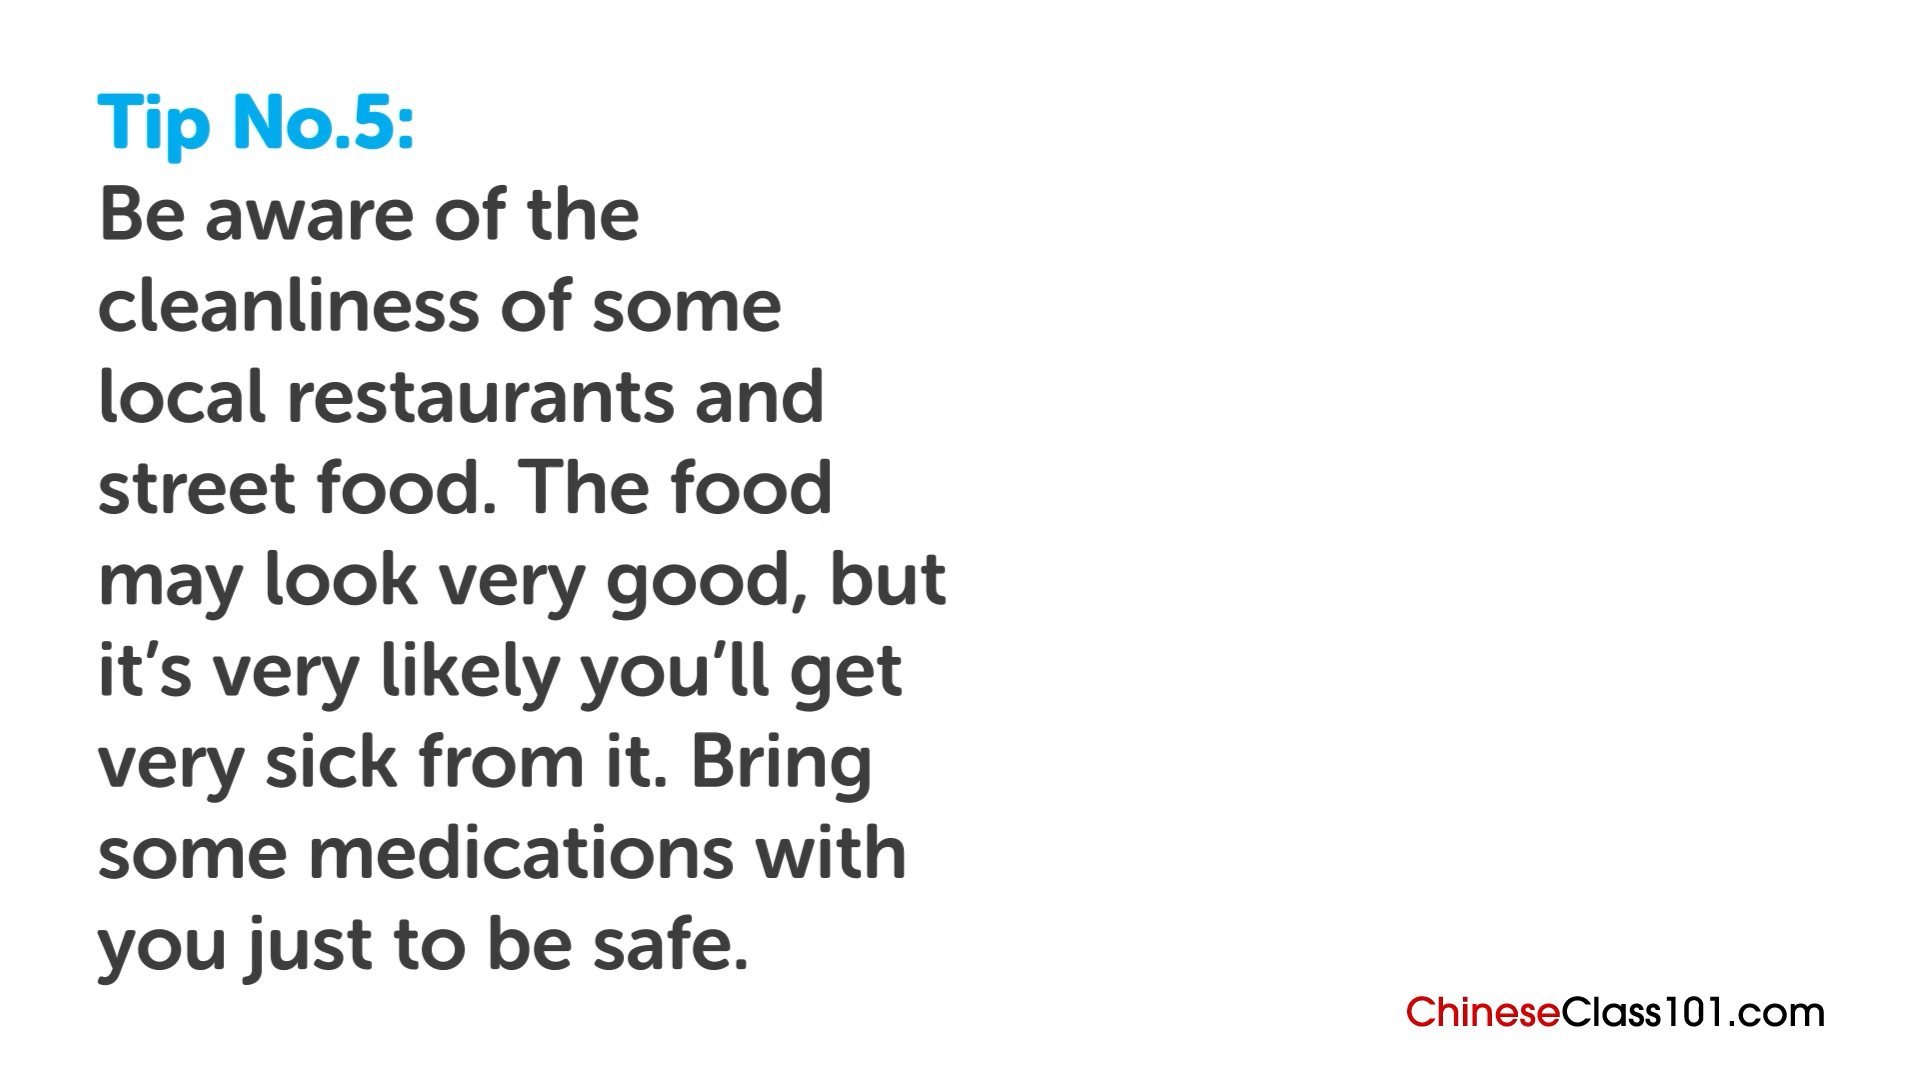 Tip No.5:
Be aware of the
cleanliness of some
local restaurants and
street food. The food
may look very good, but
it’s very likely you’ll get
very sick from it. Bring
some medications with
you just to be safe.
ChineseClass101.com